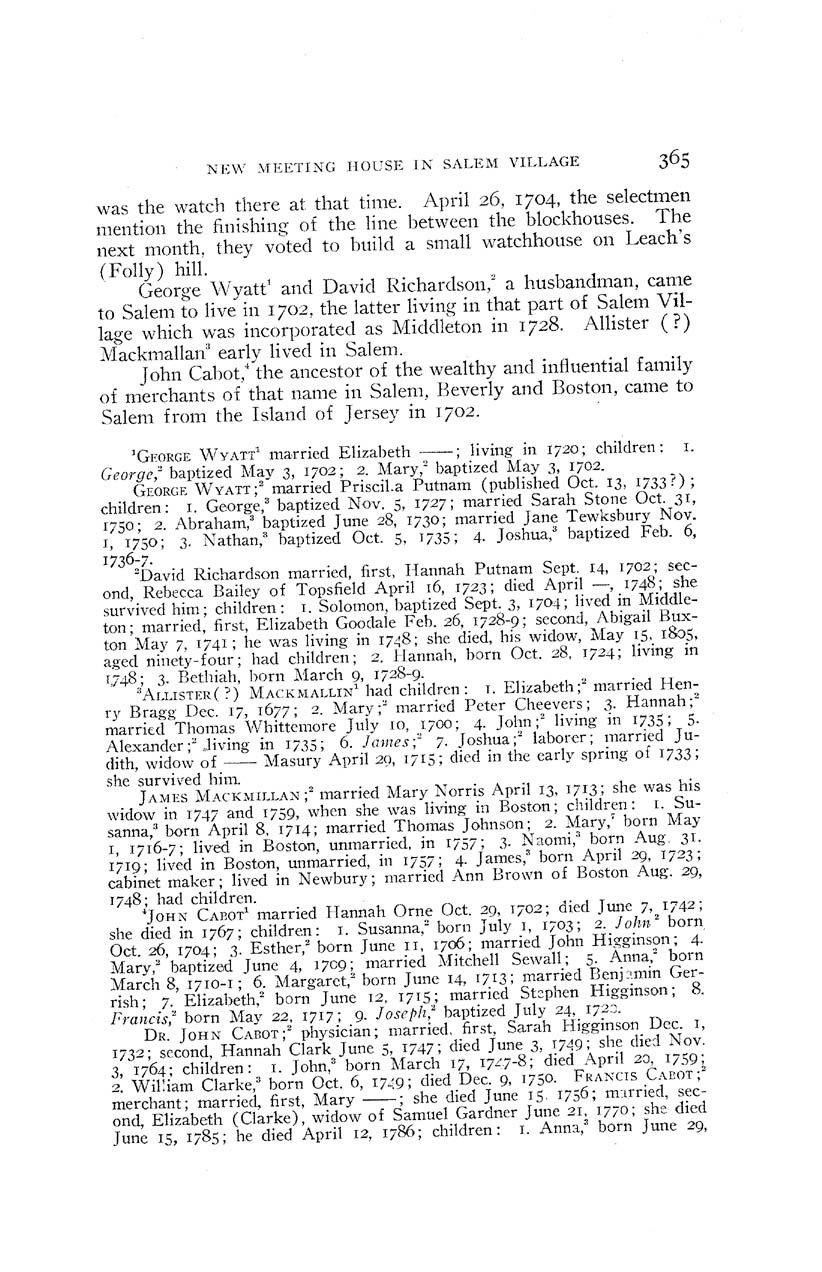 NEW MEETING HOUSE IN SALEM VILLAGE 365
was the watch there at that time. April 26, 1704, the selectmen
mention the finishing of the line between the blockhouses. The
next month, they voted to build a small watchhouse on Leach's
(Folly) hill.
George Wyatt¹ and David Richardson,² a husbandman, came
to Salem to live in 1702, the latter living in that part of Salem Vil-
lage which was incorporated as Middleton in 1728. Allister (?)
Mackmallan³ early lived in Salem.
John Cabot,⁴ the ancestor of the wealthy and influential family
of merchants of that name in Salem, Beverly and Boston, came to
Salem from the Island of Jersey in 1702.
¹GEORGE WYATT¹ married Elizabeth ——; living in 1720; children: 1.
George,² baptized May 3, 1702; 2. Mary,² baptized May 3, 1702.
GEORGE WYATT;² married Priscil.a Putnam (published Oct. 13, 1733?);
children: 1. George,³ baptized Nov. 5, 1727; married Sarah Stone Oct. 31,
1750; 2. Abraham,³ baptized June 28, 1730; married Jane Tewksbury Nov.
1, 1750; 3. Nathan,³ baptized Oct. 5, 1735; 4. Joshua,³ baptized Feb. 6,
1736-7.
²David Richardson married, first, Hannah Putnam Sept. 14, 1702; sec-
ond, Rebecca Bailey of Topsfield April 16, 1723; died April —, 1748; she
survived him; children: 1. Solomon, baptized Sept. 3, 1704; lived in Middle-
ton; married, first, Elizabeth Goodale Feb. 26, 1728-9; second, Abigail Bux-
ton May 7, 1741; he was living in 1748; she died, his widow, May 15, 1805,
aged ninety-four; had children; 2. Hannah, born Oct. 28, 1724; living in
1748; 3. Bethiah, born March 9, 1728-9.
³ALLISTER(?) MACKMALLIN¹ had children: 1. Elizabeth;² married Hen-
ry Bragg Dec. 17, 1677; 2. Mary;² married Peter Cheevers; 3. Hannah;²
married Thomas Whittemore July 10, 1700; 4. John;² living in 1735; 5.
Alexander;² living in 1735; 6. James;² 7. Joshua;² laborer; married Ju-
dith, widow of —— Masury April 29, 1715; died in the early spring of 1733;
she survived him.
JAMES MACKMILLAN;² married Mary Norris April 13, 1713; she was his
widow in 1747 and 1759, when she was living in Boston; children: 1. Su-
sanna,³ born April 8, 1714; married Thomas Johnson; 2. Mary,³ born May
1, 1716-7; lived in Boston, unmarried, in 1757; 3. Naomi,³ born Aug. 31,
1719; lived in Boston, unmarried, in 1757; 4. James,³ born April 29, 1723;
cabinet maker; lived in Newbury; married Ann Brown of Boston Aug. 29,
1748; had children.
⁴JOHN CABOT¹ married Hannah Orne Oct. 29, 1702; died June 7, 1742;
she died in 1767; children: 1. Susanna,² born July 1, 1703; 2. John² born
Oct. 26, 1704; 3. Esther,² born June 11, 1706; married John Higginson; 4.
Mary,² baptized June 4, 1709; married Mitchell Sewall; 5. Anna,² born
March 8, 1710-1; 6. Margaret,² born June 14, 1713; married Benjamin Ger-
rish; 7. Elizabeth,² born June 12, 1715; married Stephen Higginson; 8.
Francis,² born May 22, 1717; 9. Joseph,² baptized July 24, 1720.
DR. JOHN CABOT;² physician; married, first, Sarah Higginson Dec. 1,
1732; second, Hannah Clark June 5, 1747; died June 3, 1749; she died Nov.
3, 1764; children: 1. John,³ born March 17, 1747-8; died April 20, 1759;
2. William Clarke,³ born Oct. 6, 1749; died Dec. 9, 1750. FRANCIS CABOT;²
merchant; married, first, Mary ——; she died June 15, 1756; married, sec-
ond, Elizabeth (Clarke), widow of Samuel Gardner June 21, 1770; she died
June 15, 1785; he died April 12, 1786; children: 1. Anna,³ born June 29,